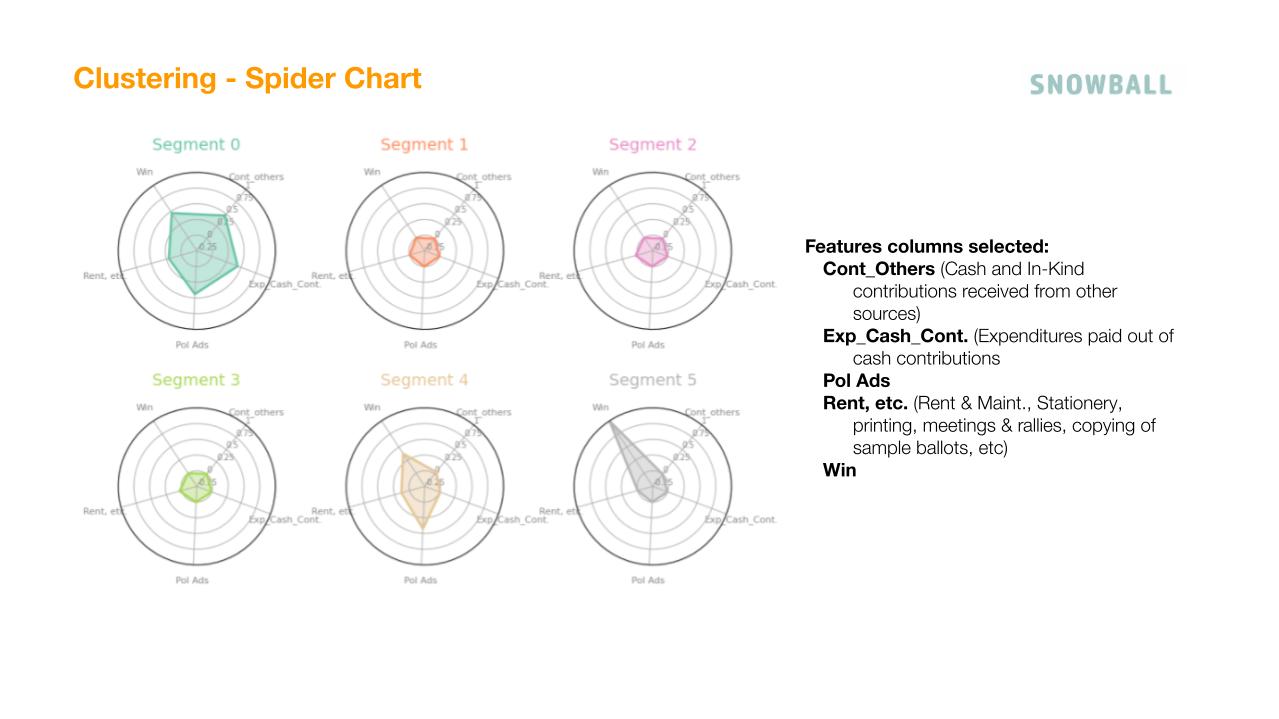 Clustering - Spider Chart
SNOWBALL
Segment 0
Win
Cont_others
1
0.75
0.5
0.25
0
-0.25
Rent, etc.
Exp_Cash_Cont.
Pol Ads
Segment 1
Win
Cont_others
1
0.75
0.5
0.25
0
-0.25
Rent, etc.
Exp_Cash_Cont.
Pol Ads
Segment 2
Win
Cont_others
1
0.75
0.5
0.25
0
-0.25
Rent, etc.
Exp_Cash_Cont.
Pol Ads
Segment 3
Win
Cont_others
1
0.75
0.5
0.25
0
-0.25
Rent, etc.
Exp_Cash_Cont.
Pol Ads
Segment 4
Win
Cont_others
1
0.75
0.5
0.25
0
-0.25
Rent, etc.
Exp_Cash_Cont.
Pol Ads
Segment 5
Win
Cont_others
1
0.75
0.5
0.25
0
-0.25
Rent, etc.
Exp_Cash_Cont.
Pol Ads
Features columns selected:
Cont_Others (Cash and In-Kind
contributions received from other
sources)
Exp_Cash_Cont. (Expenditures paid out of
cash contributions
Pol Ads
Rent, etc. (Rent & Maint., Stationery,
printing, meetings & rallies, copying of
sample ballots, etc)
Win